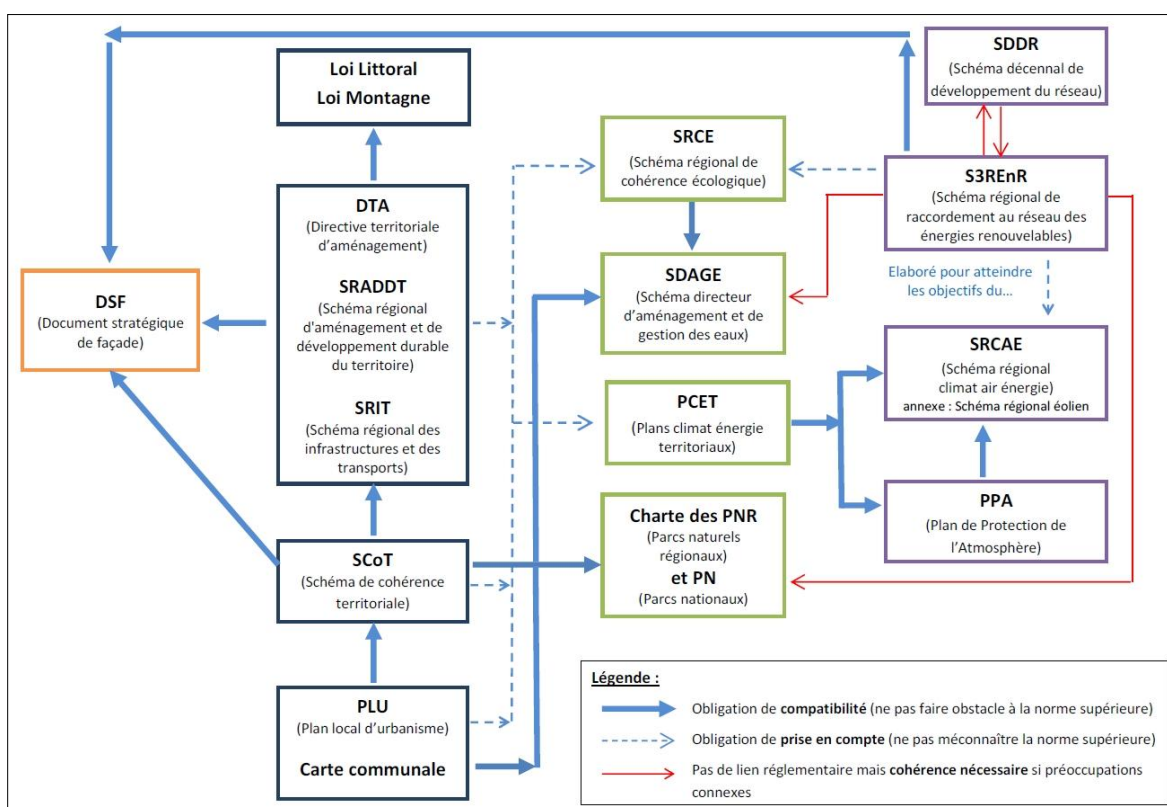 Loi Littoral
Loi Montagne
DTA
(Directive territoriale
d'aménagement)
SRADDT
(Schéma régional
d'aménagement et de
développement durable
du territoire)
SRIT
(Schéma régional des
infrastructures et des
transports)
DSF
(Document stratégique
de façade)
SCoT
(Schéma de cohérence
territoriale)
PLU
(Plan local d'urbanisme)
Carte communale
SRCE
(Schéma régional de
cohérence écologique)
SDAGE
(Schéma directeur
d'aménagement et de
gestion des eaux)
PCET
(Plans climat énergie
territoriaux)
Charte des PNR
(Parcs naturels
régionaux)
et PN
(Parcs nationaux)
SDDR
(Schéma décennal de
développement du réseau)
S3REnR
(Schéma régional de
raccordement au réseau des
énergies renouvelables)
Elaboré pour atteindre
les objectifs du...
SRCAE
(Schéma régional
climat air énergie)
annexe : Schéma régional éolien
PPA
(Plan de Protection de
l'Atmosphère)
Légende :
Obligation de compatibilité (ne pas faire obstacle à la norme supérieure)
Obligation de prise en compte (ne pas méconnaître la norme supérieure)
Pas de lien réglementaire mais cohérence nécessaire si préoccupations
connexes